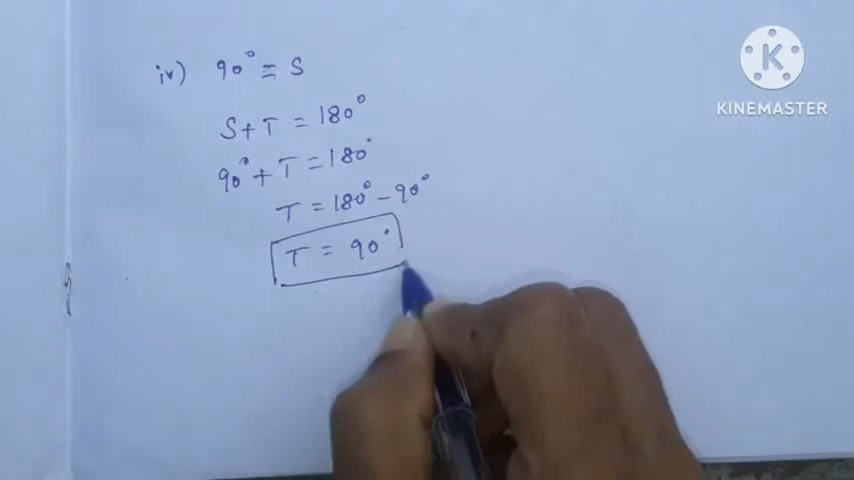 iv) 90° = S
S + T = 180°
90° + T = 180°
T = 180° - 90°
T = 90°
K
KINEMASTER